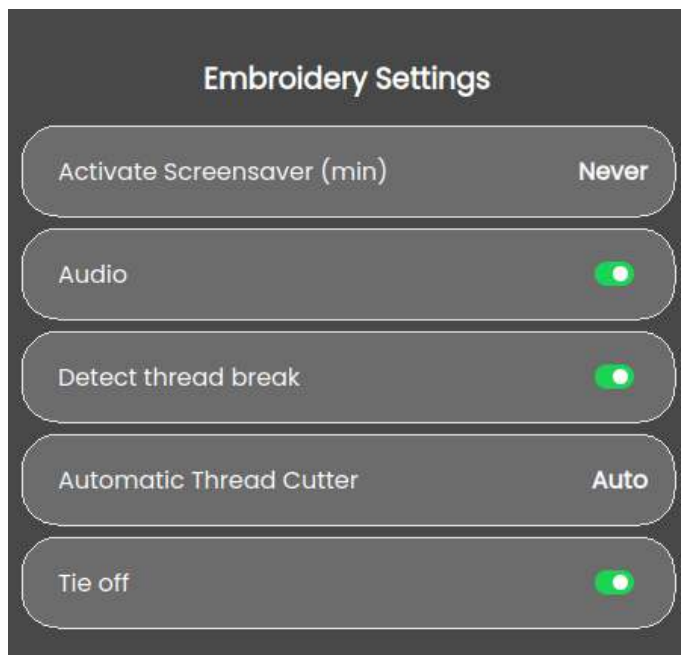 Embroidery Settings
Activate Screensaver (min) Never
Audio
Detect thread break
Automatic Thread Cutter Auto
Tie off